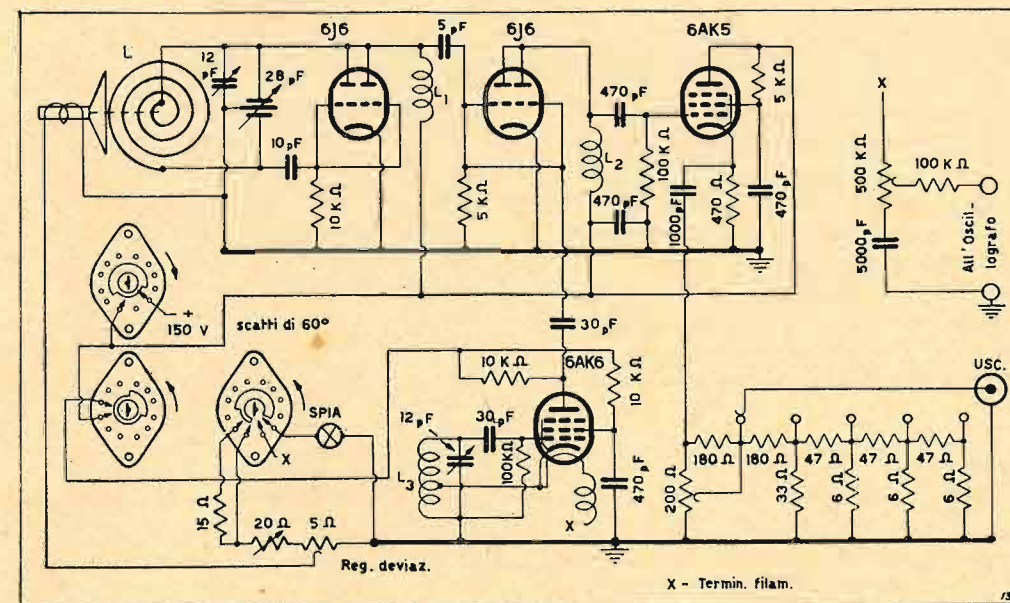 6J6
5 pF
6J6
6AK5
L
12 pF
28 pF
L1
470 pF
5 KΩ
X
10 pF
L2
100 KΩ
500 KΩ
100 KΩ
10 KΩ
5 KΩ
470 pF
1000 pF
470 Ω
470 pF
5000 pF
All'Oscil-
lografo
+
150 V
scatti di 60°
30 pF
10 KΩ
6AK6
10 KΩ
USC.
SPIA
12 pF
30 pF
X
100KΩ
L3
470 pF
180 Ω
180 Ω
47 Ω
47 Ω
47 Ω
200 Ω
33 Ω
6 Ω
6 Ω
6 Ω
15 Ω
20 Ω
5 Ω
X
Reg. deviaz.
X - Termin. filam.